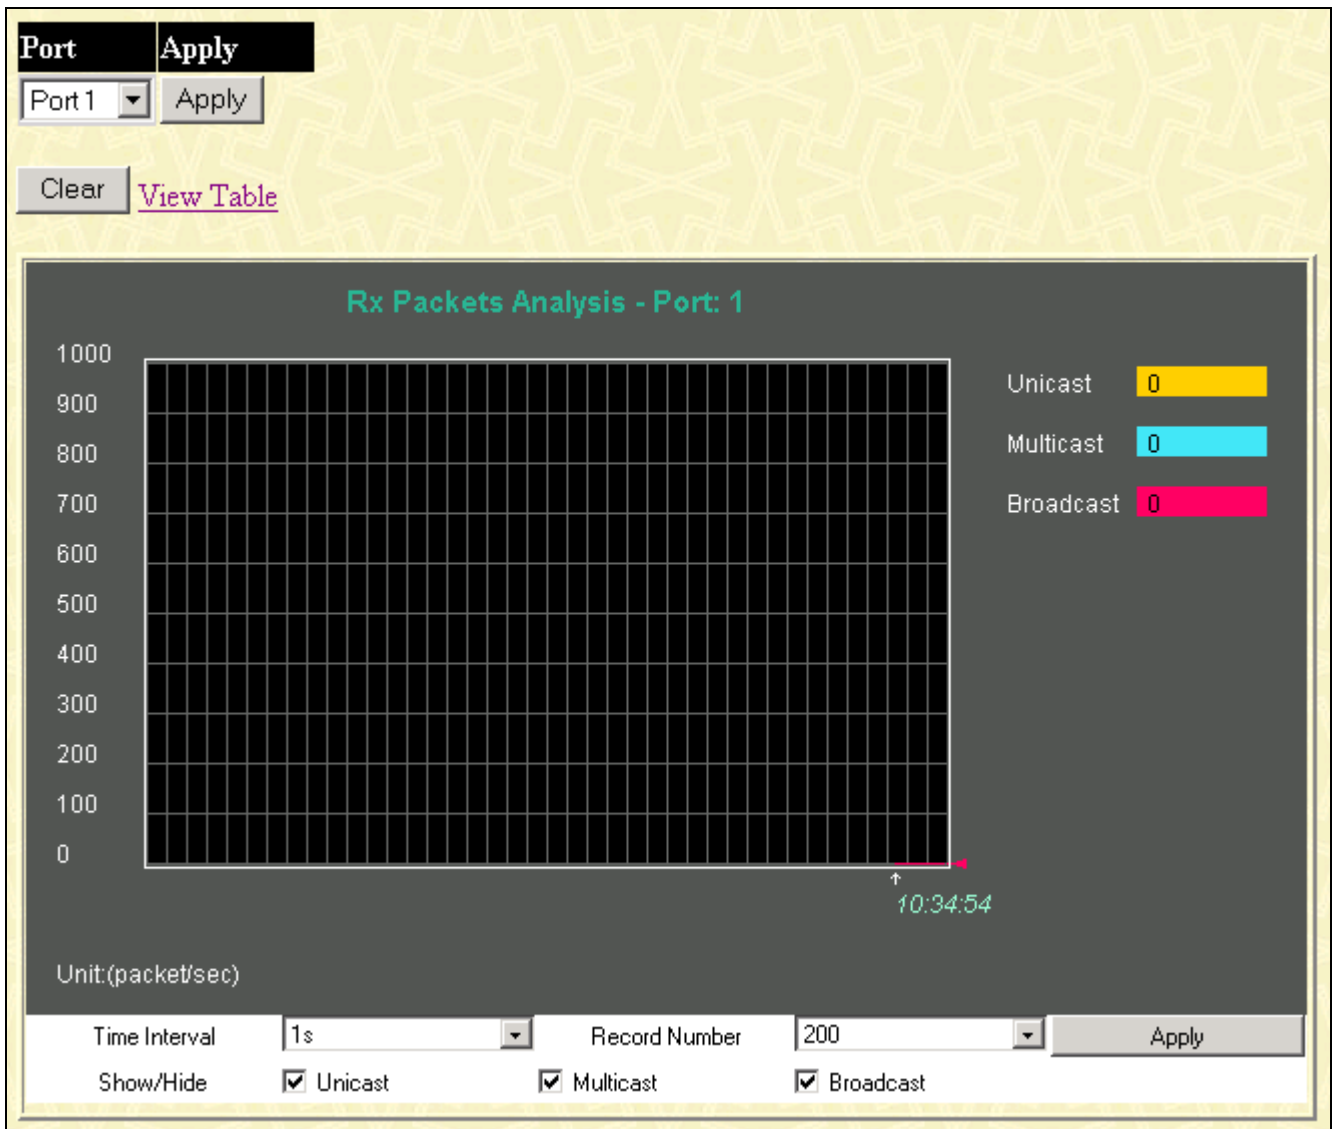 Port Apply
Port 1 Apply
Clear View Table
Rx Packets Analysis - Port: 1
1000
900
800
700
600
500
400
300
200
100
0
Unicast 0
Multicast 0
Broadcast 0
10:34:54
Unit:(packet/sec)
Time Interval 1s Record Number 200 Apply
Show/Hide Unicast Multicast Broadcast